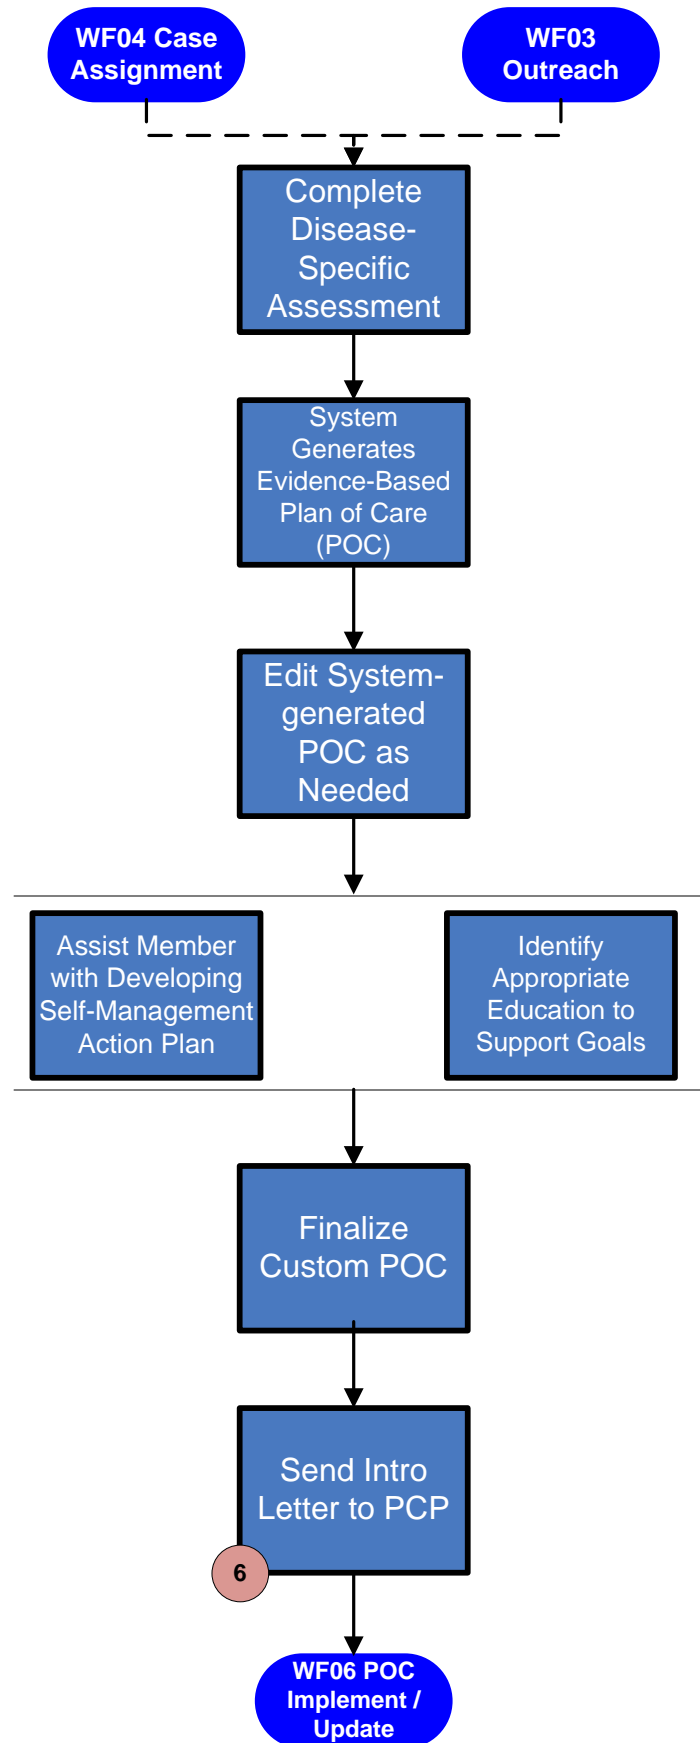 WF04 Case
Assignment
WF03
Outreach
Complete
Disease-
Specific
Assessment
System
Generates
Evidence-Based
Plan of Care
(POC)
Edit System-
generated
POC as
Needed
Assist Member
with Developing
Self-Management
Action Plan
Identify
Appropriate
Education to
Support Goals
Finalize
Custom POC
Send Intro
Letter to PCP
6
WF06 POC
Implement /
Update